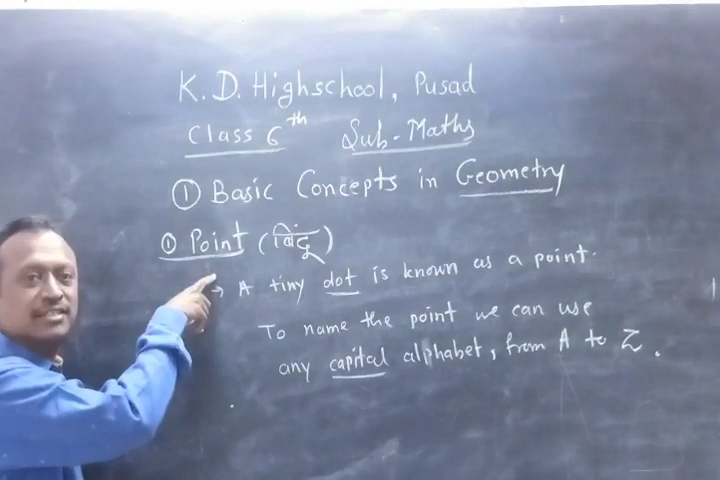 K. D. Highschool, Pusad
Class 6th Sub- Maths
① Basic Concepts in Geometry
① Point (बिंदू)
→ A tiny dot is known as a point.
To name the point we can use
any capital alphabet, from A to Z.